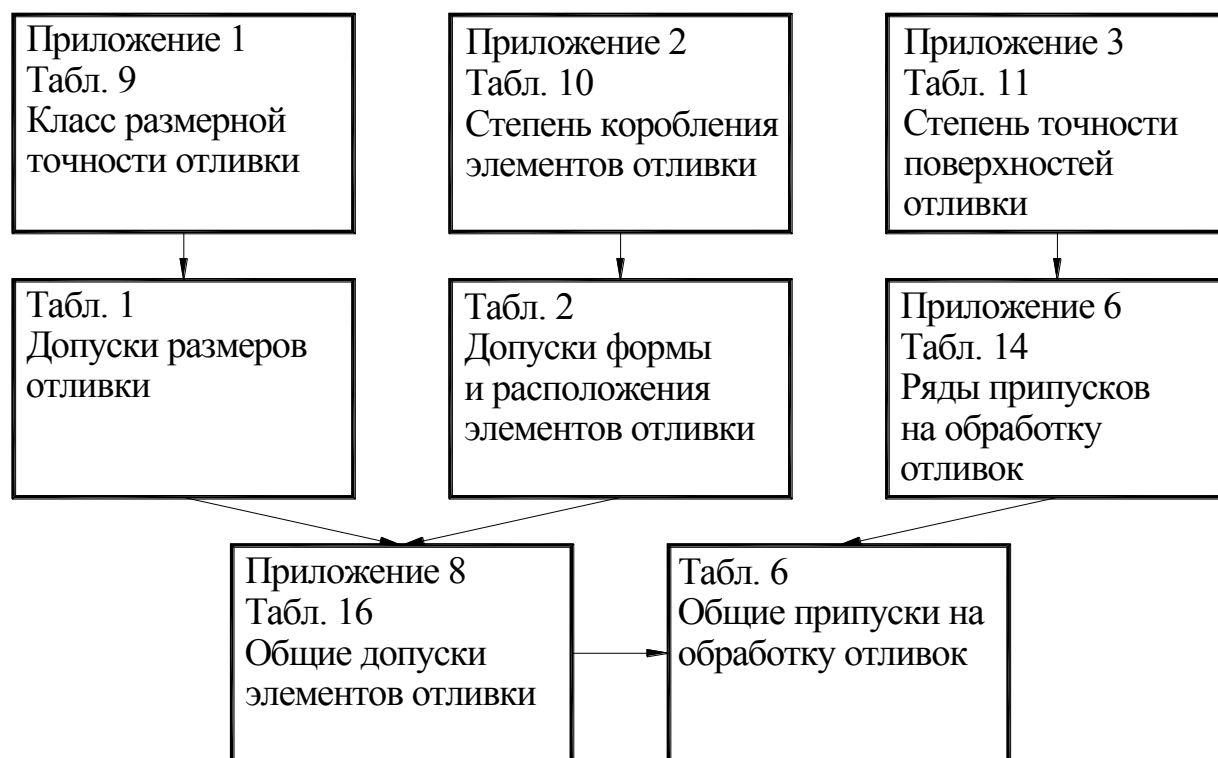 Приложение 1
Табл. 9
Класс размерной
точности отливки
Приложение 2
Табл. 10
Степень коробления
элементов отливки
Приложение 3
Табл. 11
Степень точности
поверхностей
отливки
Табл. 1
Допуски размеров
отливки
Табл. 2
Допуски формы
и расположения
элементов отливки
Приложение 6
Табл. 14
Ряды припусков
на обработку
отливок
Приложение 8
Табл. 16
Общие допуски
элементов отливки
Табл. 6
Общие припуски на
обработку отливок